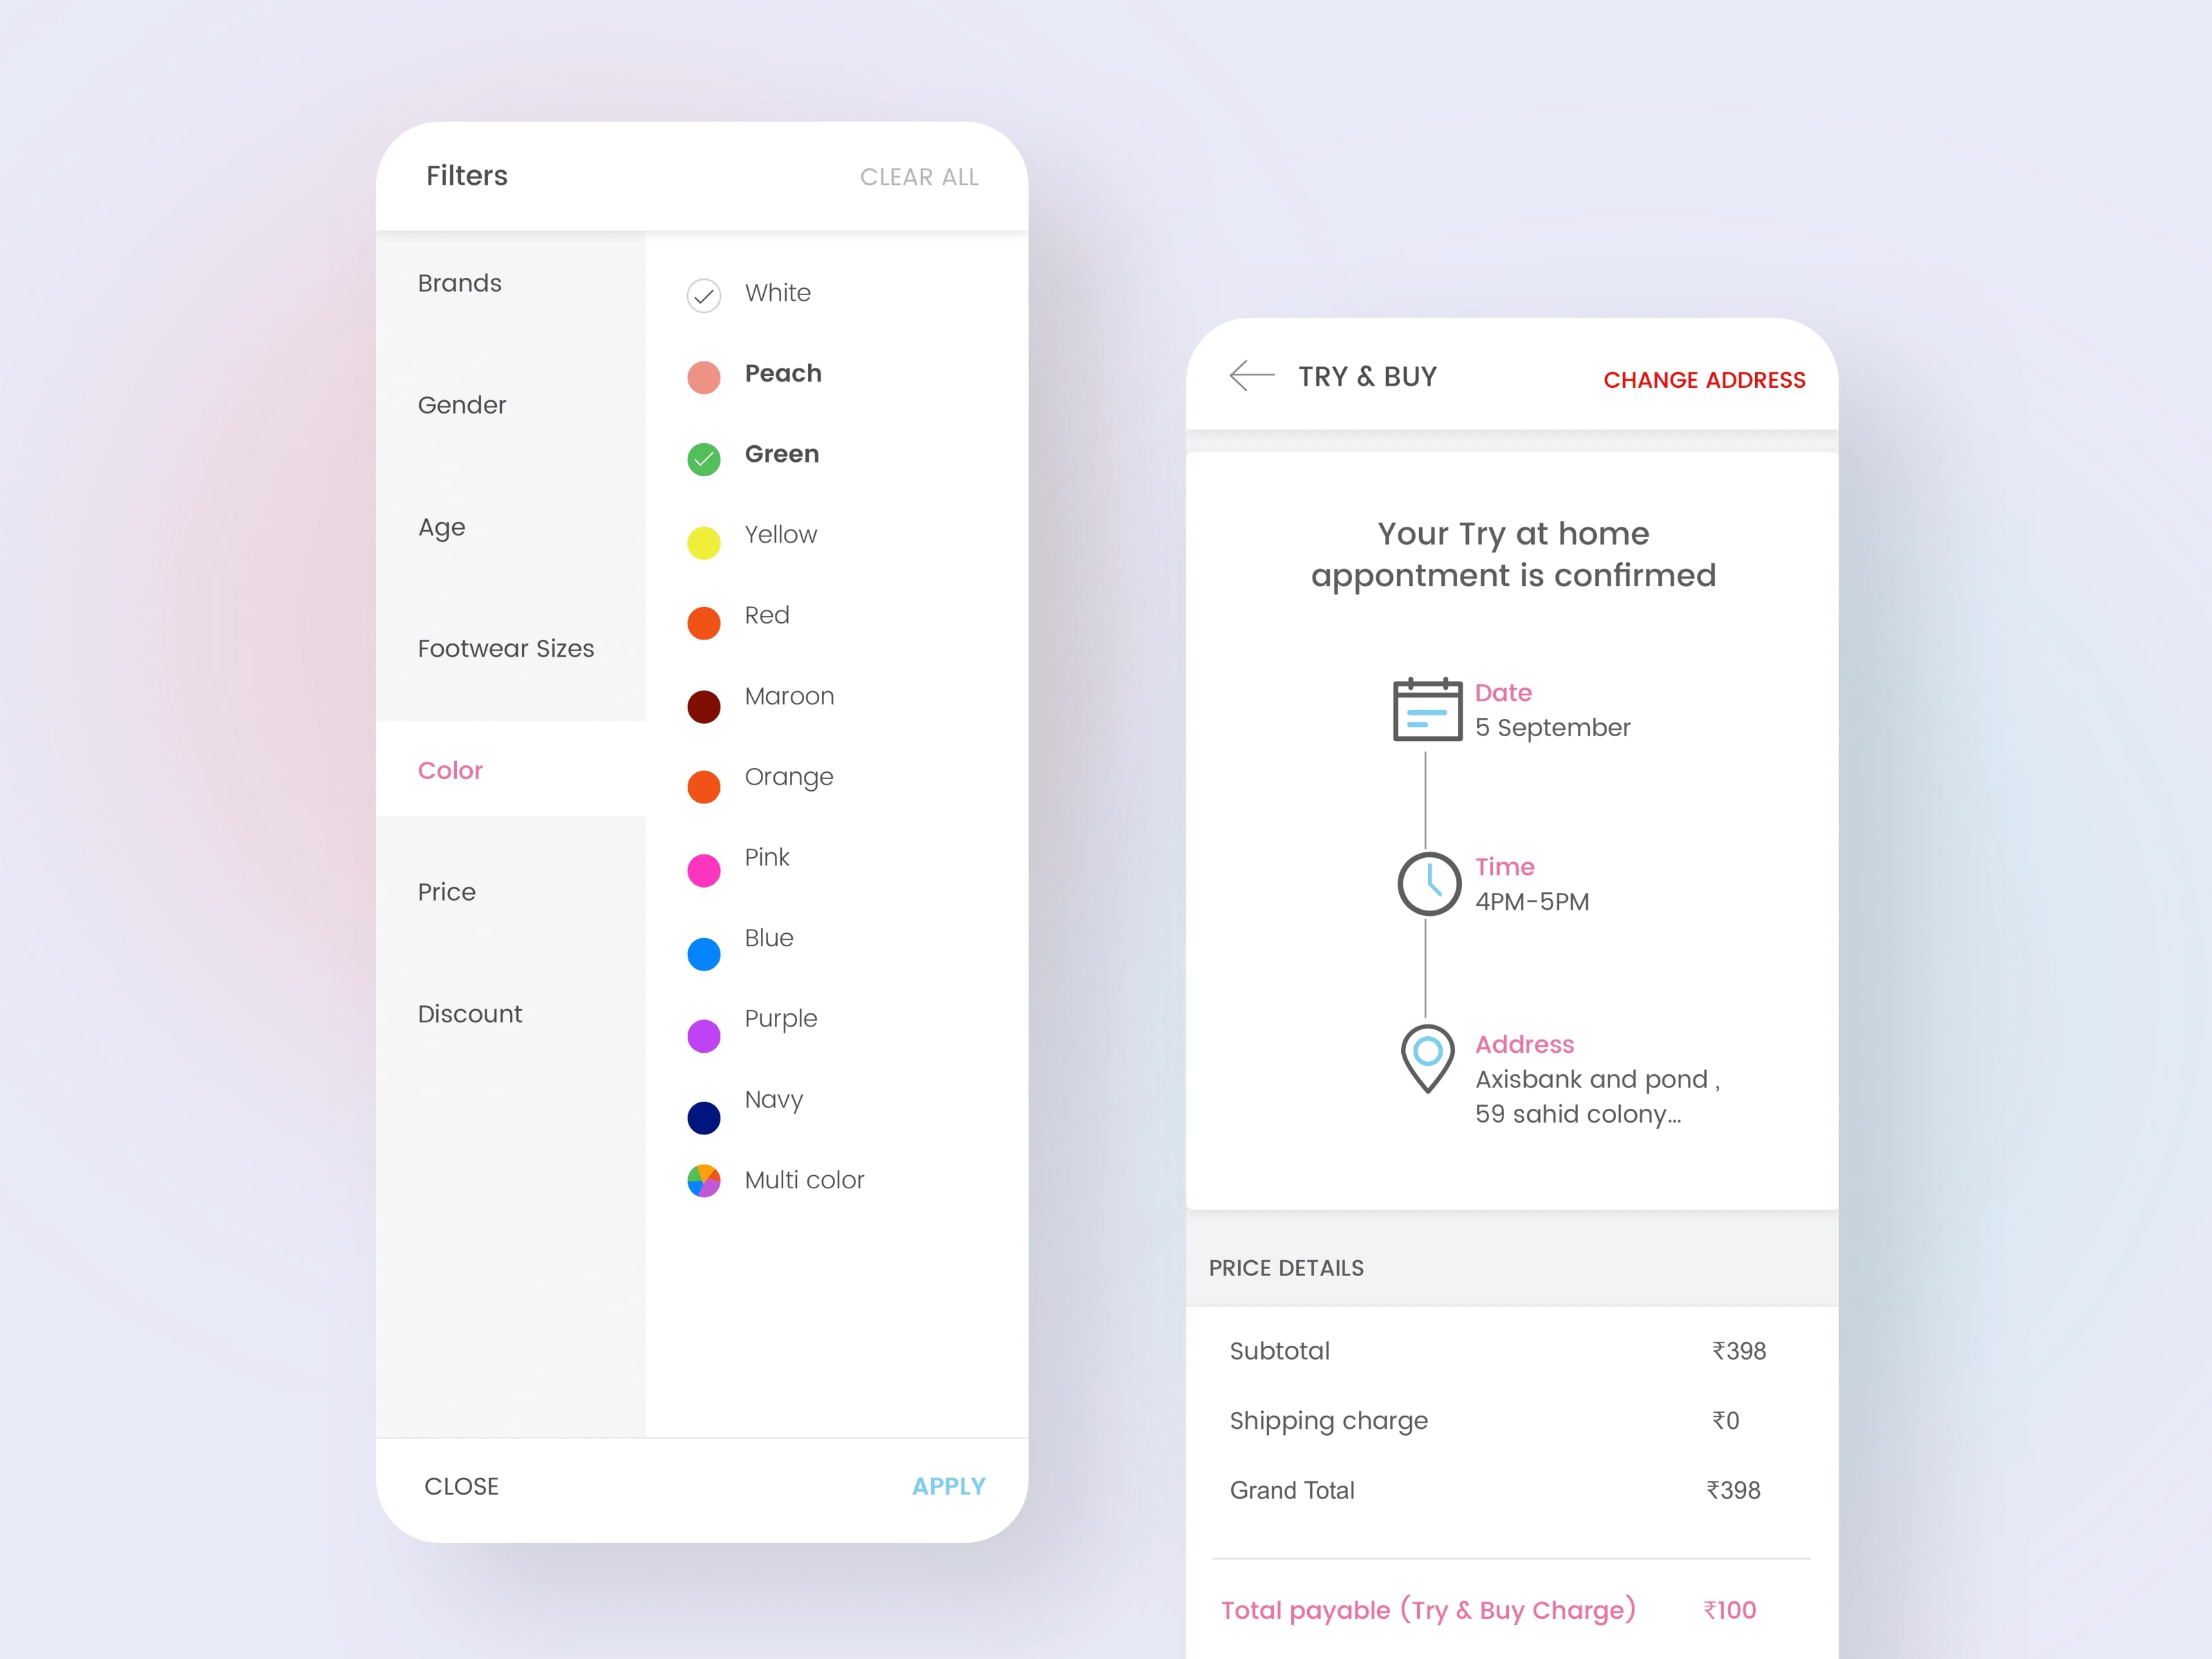 Filters
CLEAR ALL
Brands
Gender
Age
Footwear Sizes
Color
Price
Discount
White
Peach
Green
Yellow
Red
Maroon
Orange
Pink
Blue
Purple
Navy
Multi color
CLOSE
APPLY
TRY & BUY
CHANGE ADDRESS
Your Try at home
appontment is confirmed
Date
5 September
Time
4PM-5PM
Address
Axisbank and pond ,
59 sahid colony...
PRICE DETAILS
Subtotal ₹398
Shipping charge ₹0
Grand Total ₹398
Total payable (Try & Buy Charge) ₹100